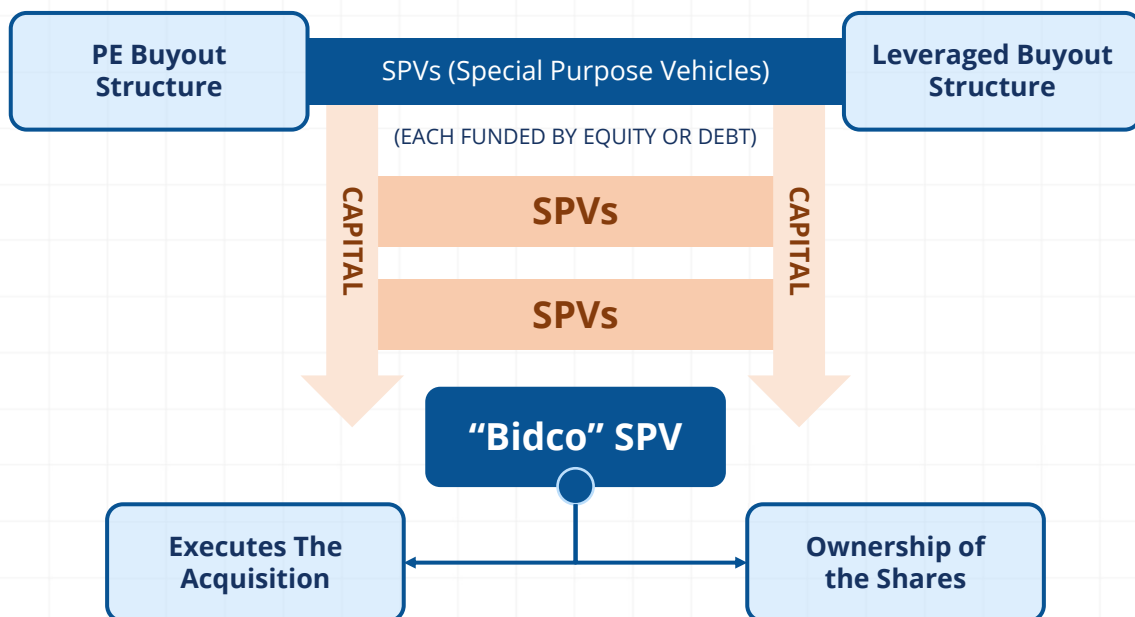 PE Buyout
Structure
SPVs (Special Purpose Vehicles)
Leveraged Buyout
Structure
(EACH FUNDED BY EQUITY OR DEBT)
CAPITAL
SPVs
CAPITAL
SPVs
“Bidco” SPV
Executes The
Acquisition
Ownership of
the Shares